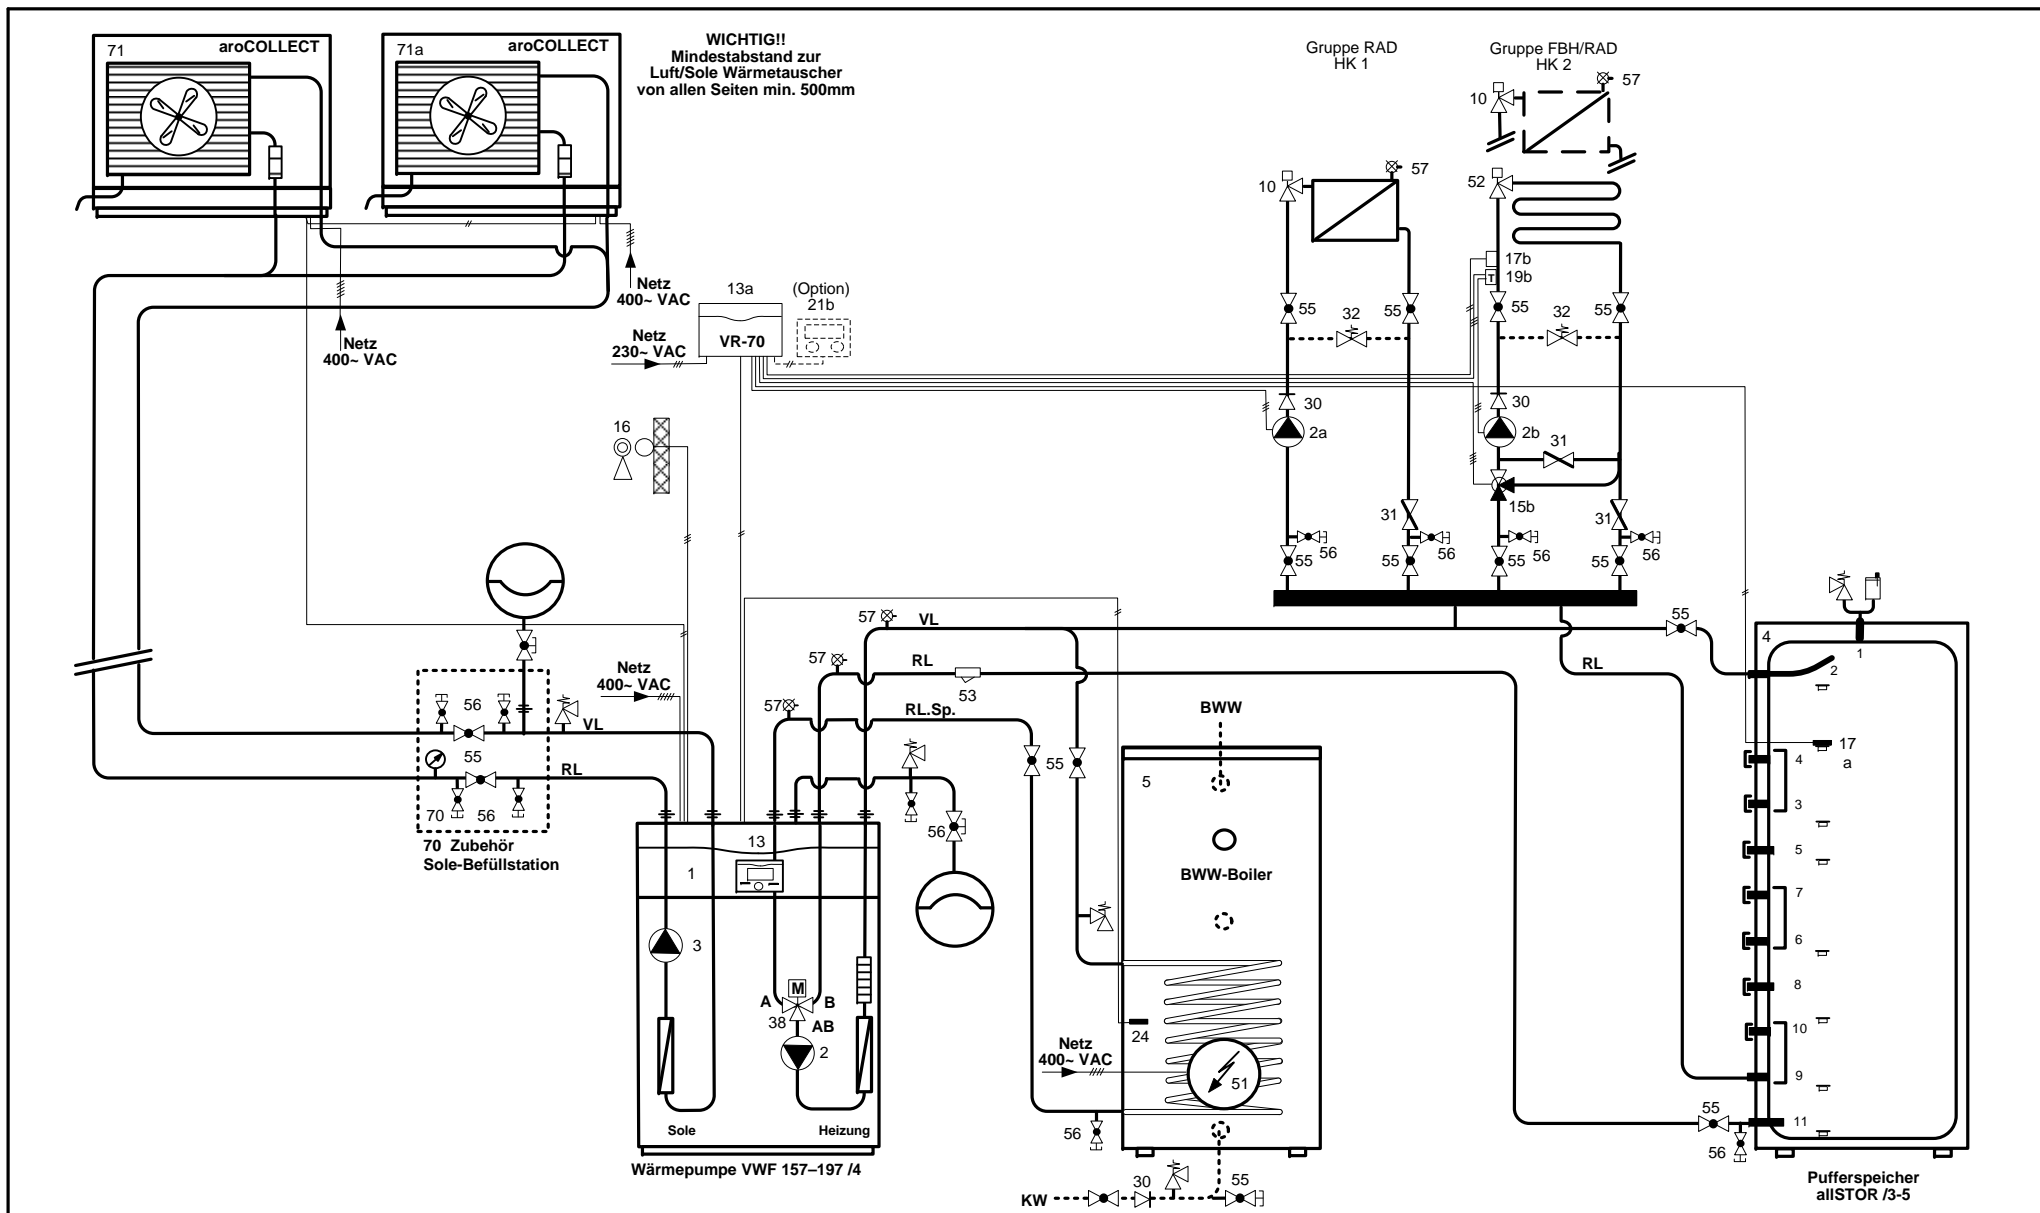 71 aroCOLLECT
71a aroCOLLECT
WICHTIG!!
Mindestabstand zur
Luft/Sole Wärmetauscher
von allen Seiten min. 500mm
Gruppe RAD
HK 1
Gruppe FBH/RAD
HK 2
57
10
57
10
52
17b
T
19b
55
55
55
55
32
32
Netz
400~ VAC
Netz
400~ VAC
13a
(Option)
21b
VR-70
Netz
230~ VAC
16
30
30
2a
2b
31
15b
31
31
56
56
56
56
55
55
55
55
57
VL
57
RL
53
57
RL.Sp.
55
RL
Netz
400~ VAC
56
VL
55
RL
70
56
70 Zubehör
Sole-Befüllstation
13
1
3
M
A
B
38
AB
2
Sole
Heizung
Wärmepumpe VWF 157–197 /4
56
55
BWW
5
BWW-Boiler
24
Netz
400~ VAC
51
56
KW
30
55
4
1
2
17
a
4
3
5
7
6
8
10
9
11
55
56
Pufferspeicher
allSTOR /3-5